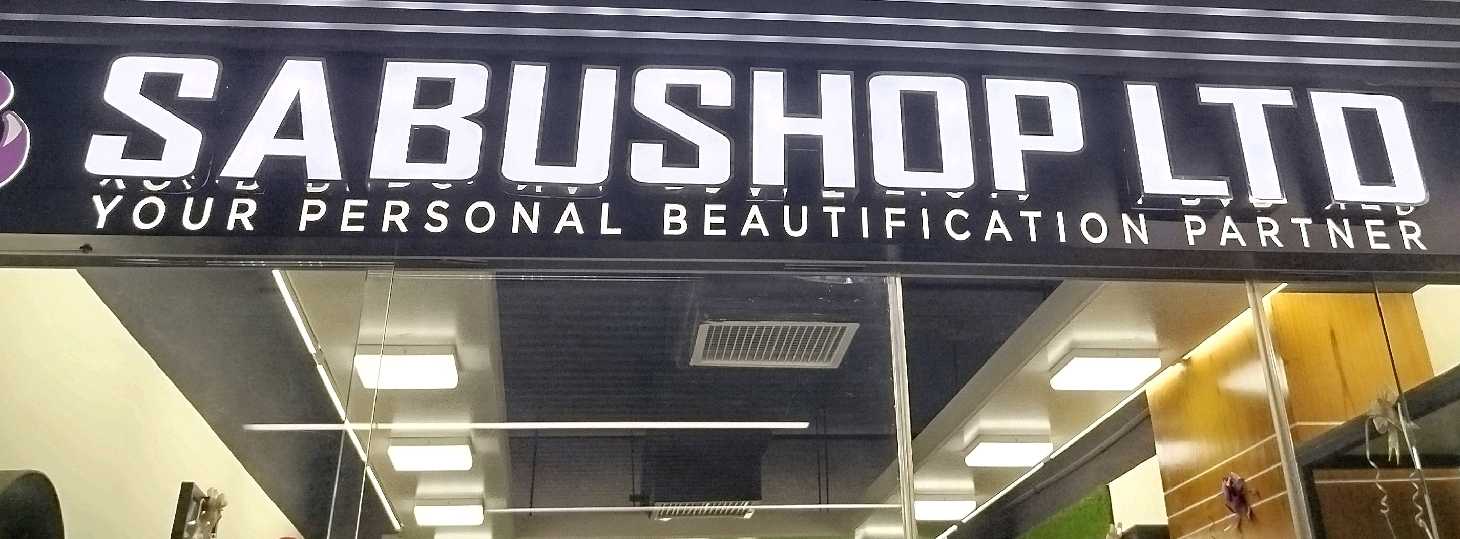 SABUSHOP LTD
YOUR PERSONAL BEAUTIFICATION PARTNER